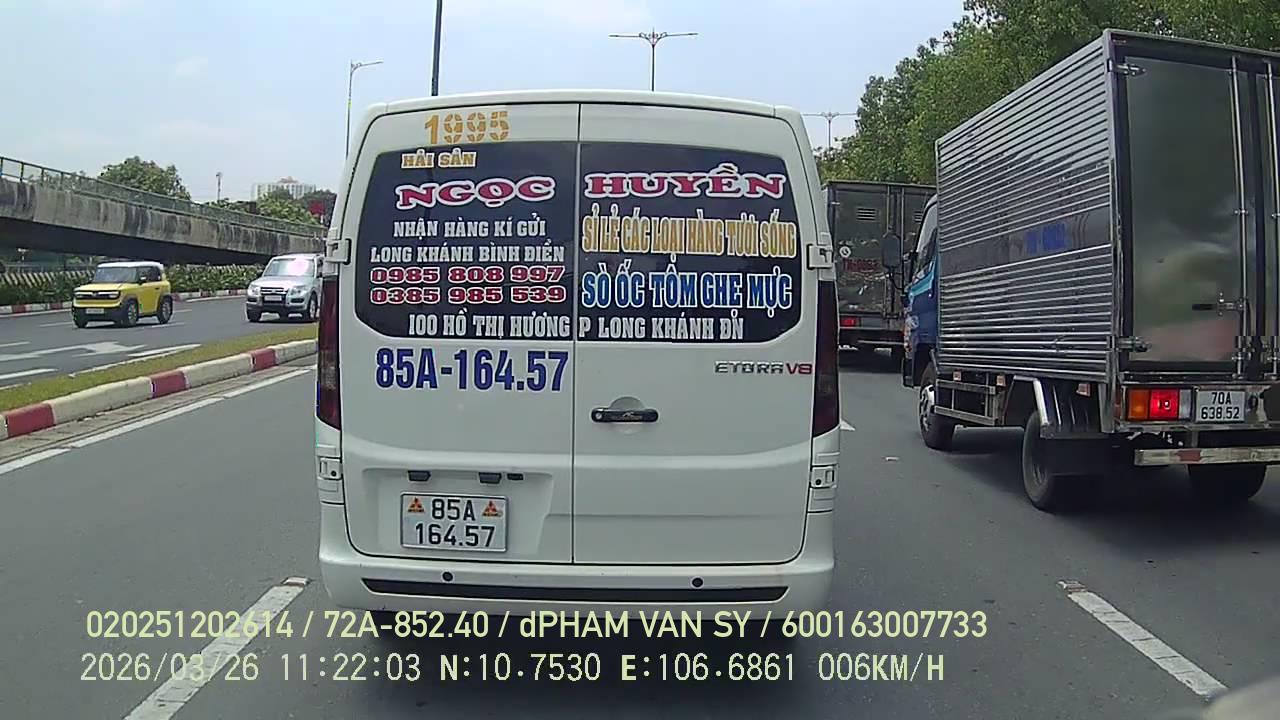 1995
HẢI SẢN
NGỌC HUYỀN
NHẬN HÀNG KÍ GỬI
LONG KHÁNH BÌNH ĐIỀN
0985 808 997
0385 985 539
SỈ LẺ CÁC LOẠI HÀNG TƯƠI SỐNG
SÒ ỐC TÔM GHE MỰC
100 HỒ THỊ HƯƠNG P LONG KHÁNH ĐN
85A-164.57
ETORA V8
85A
164.57
70A
638.52
020251202614 / 72A-852.40 / dPHAM VAN SY / 600163007733
2026/03/26 11:22:03 N:10.7530 E:106.6861 006KM/H